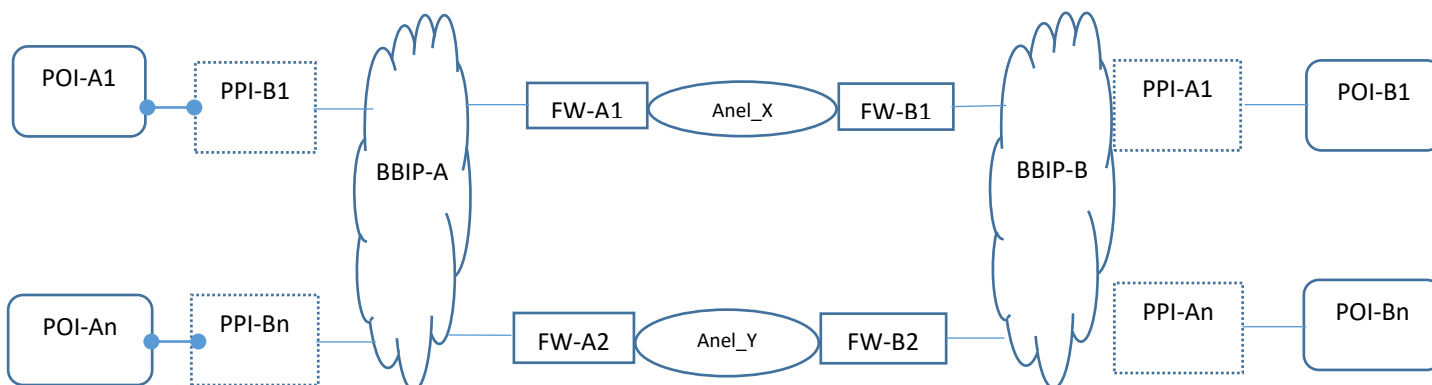 POI-A1
PPI-B1
BBIP-A
FW-A1
Anel_X
FW-B1
BBIP-B
PPI-A1
POI-B1
POI-An
PPI-Bn
FW-A2
Anel_Y
FW-B2
PPI-An
POI-Bn